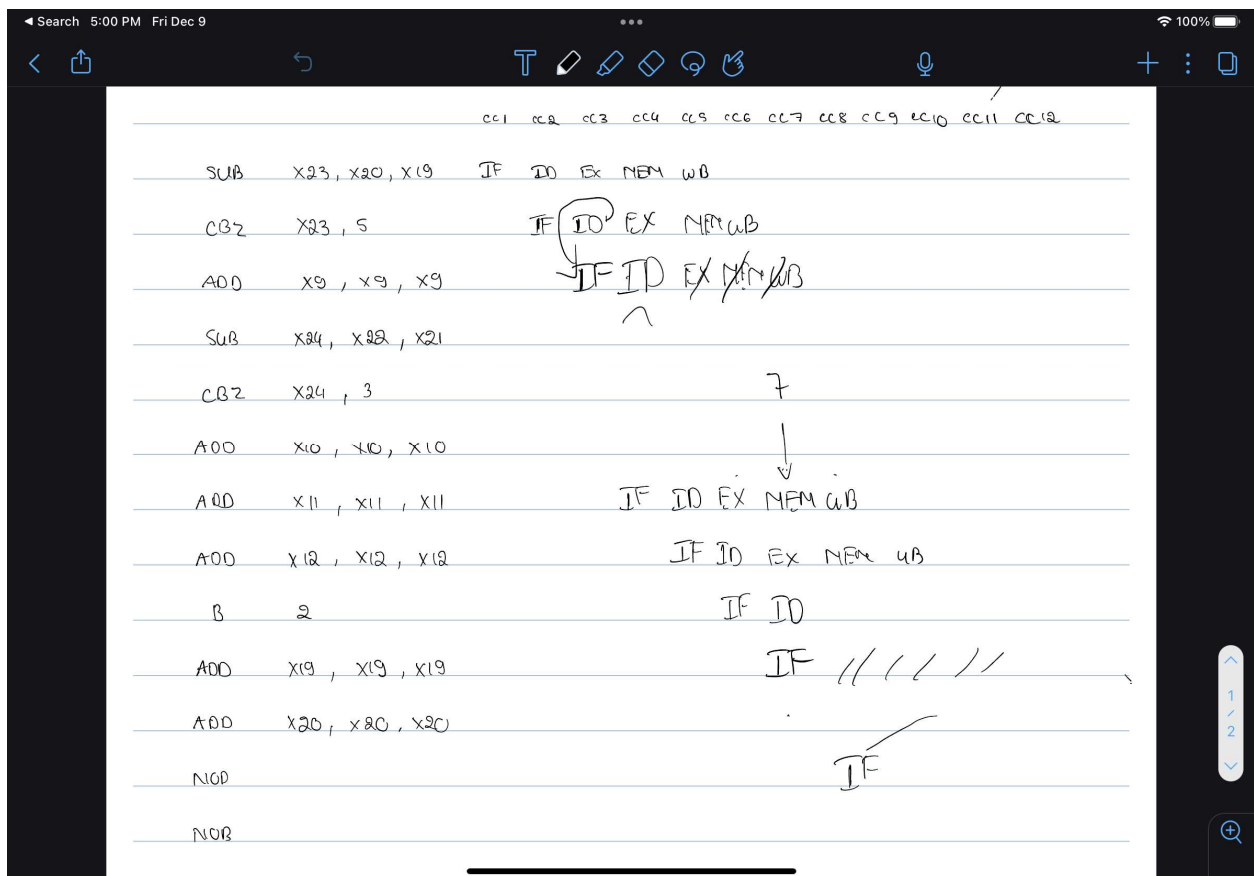 Search 5:00 PM Fri Dec 9 100%
T
CC1 CC2 CC3 CC4 CC5 CC6 CC7 CC8 CC9 CC10 CC11 CC12
SUB X23, X20, X19 IF ID EX MEM WB
CBZ X23, 5 IF ID EX MEM WB
ADD X9, X9, X9 IF ID EX MEM WB
SUB X24, X22, X21
CBZ X24, 3 7
ADD X10, X10, X10
ADD X11, X11, X11 IF ID EX MEM WB
ADD X12, X12, X12 IF ID EX MEM WB
B 2 IF ID
ADD X19, X19, X19 IF
ADD X20, X20, X20
NOP IF
NOB
1/2